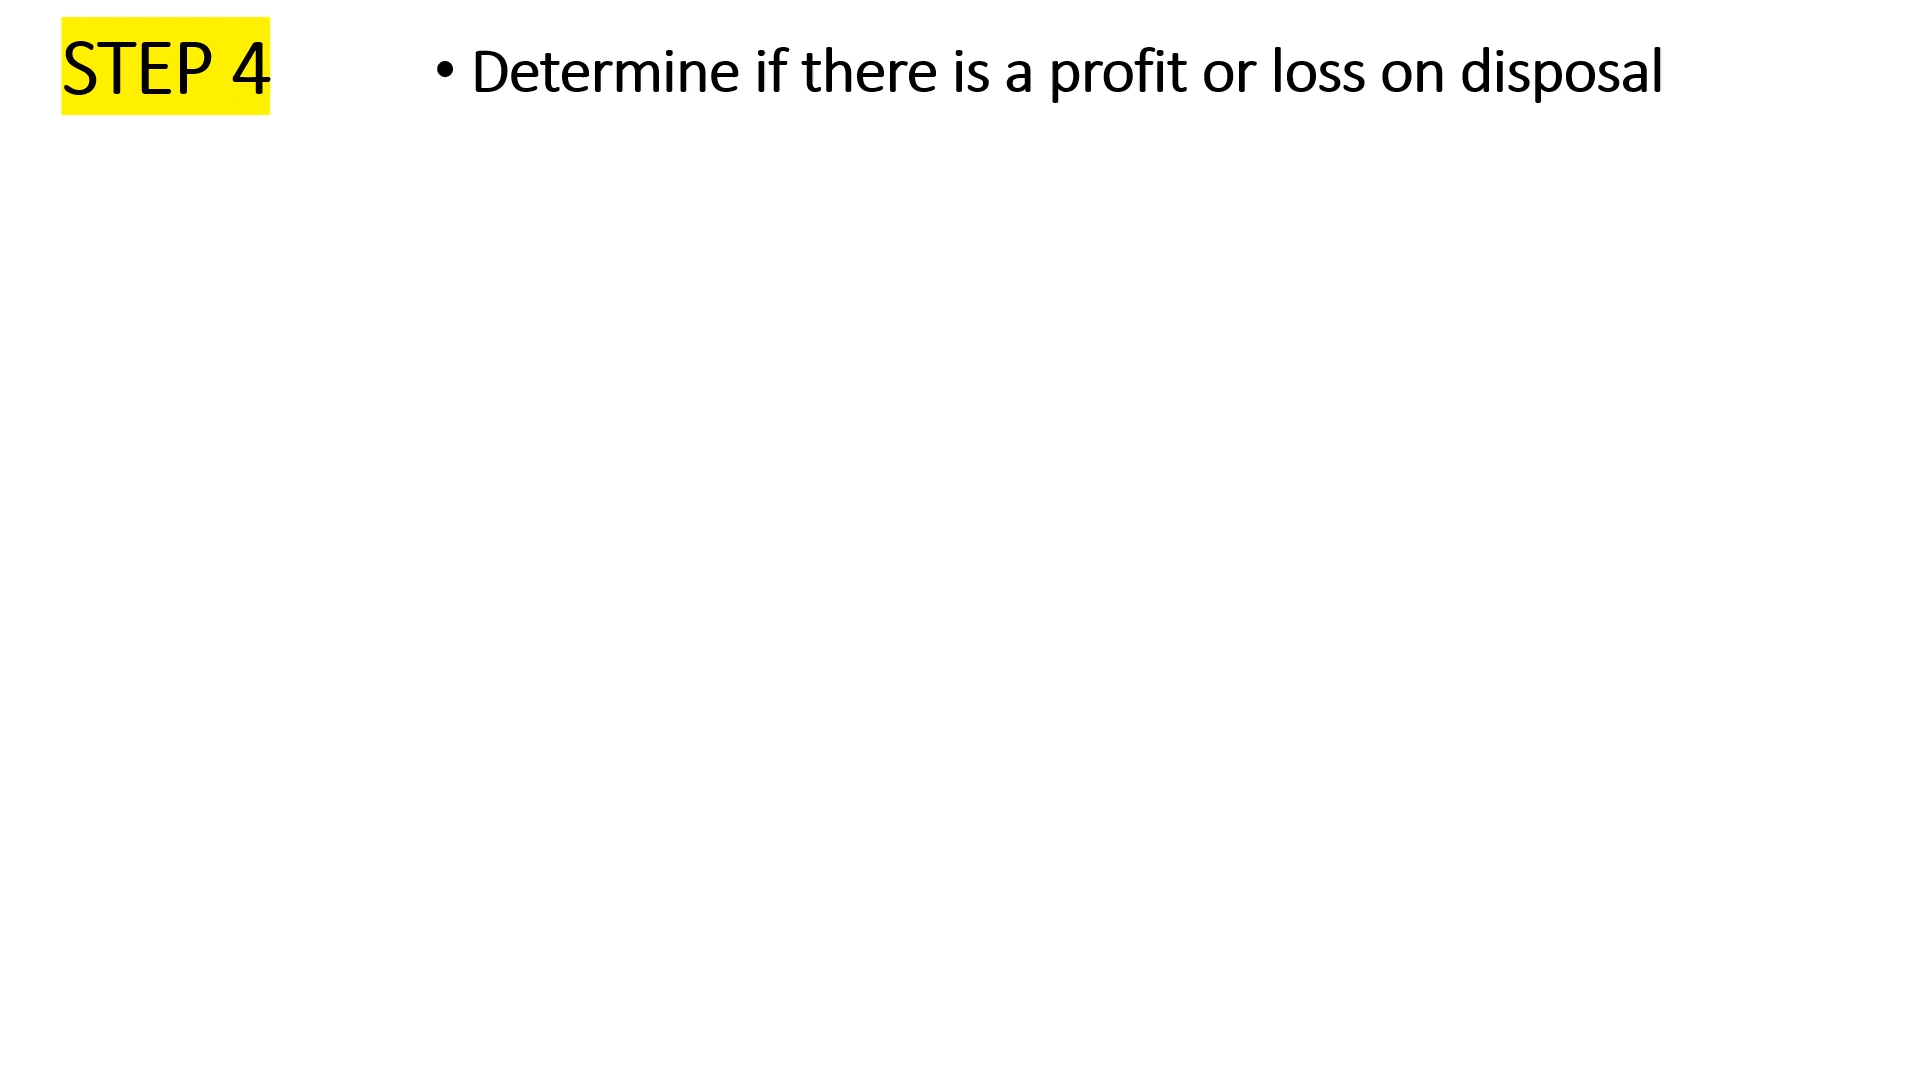 STEP 4
• Determine if there is a profit or loss on disposal